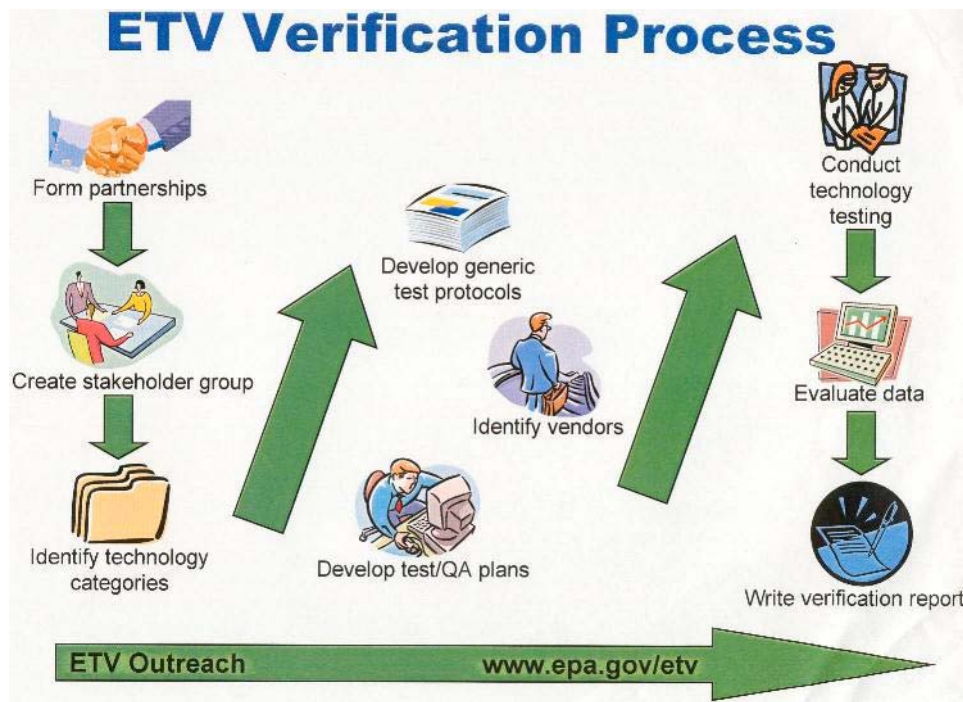 ETV Verification Process
Form partnerships
Create stakeholder group
Identify technology
categories
Develop generic
test protocols
Identify vendors
Develop test/QA plans
Conduct
technology
testing
Evaluate data
Write verification report
ETV Outreach www.epa.gov/etv